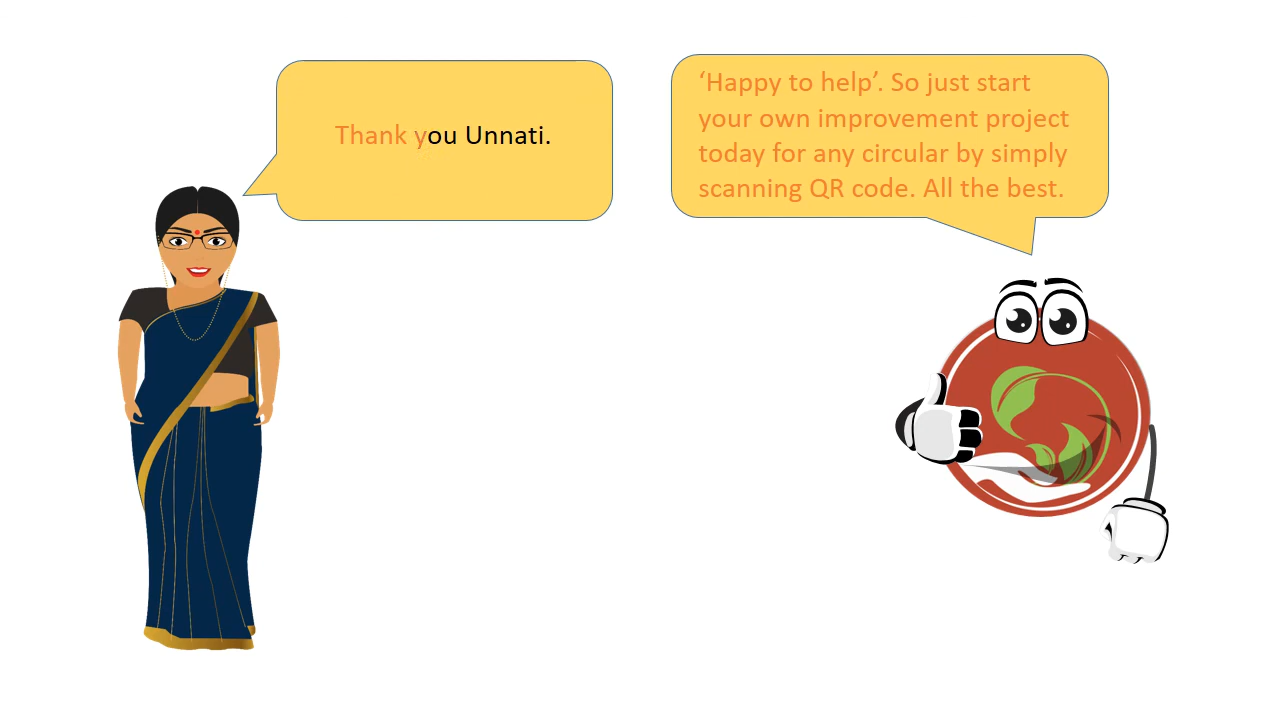 Thank you Unnati.
‘Happy to help’. So just start
your own improvement project
today for any circular by simply
scanning QR code. All the best.